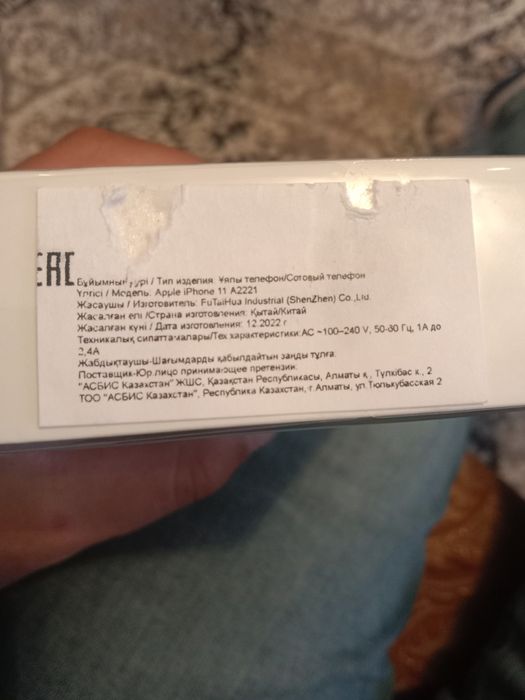 EAC
Бұйымның түрі / Тип изделия: Ұялы телефон/Сотовый телефон
Үлгісі / Модель: Apple iPhone 11 A2221
Жасаушы / Изготовитель: FuTaiHua Industrial (ShenZhen) Co.,Ltd.
Жасалған елі /Страна изготовления: Қытай/Китай
Жасалған күні / Дата изготовления: 12.2022 г
Техникалық сипаттамалары/Тех характеристики:AC ~100–240 V, 50-60 Гц, 1А до
2,4А
Жабдықтаушы-Шағымдарды қабылдайтын заңды тұлға:
Поставщик-Юр.лицо принимающее претензии:
"АСБИС Казахстан" ЖШС, Қазақстан Республикасы, Алматы қ., Түлкібас к., 2
ТОО "АСБИС Казахстан", Республика Казахстан, г Алматы, ул Тюлькубасская 2